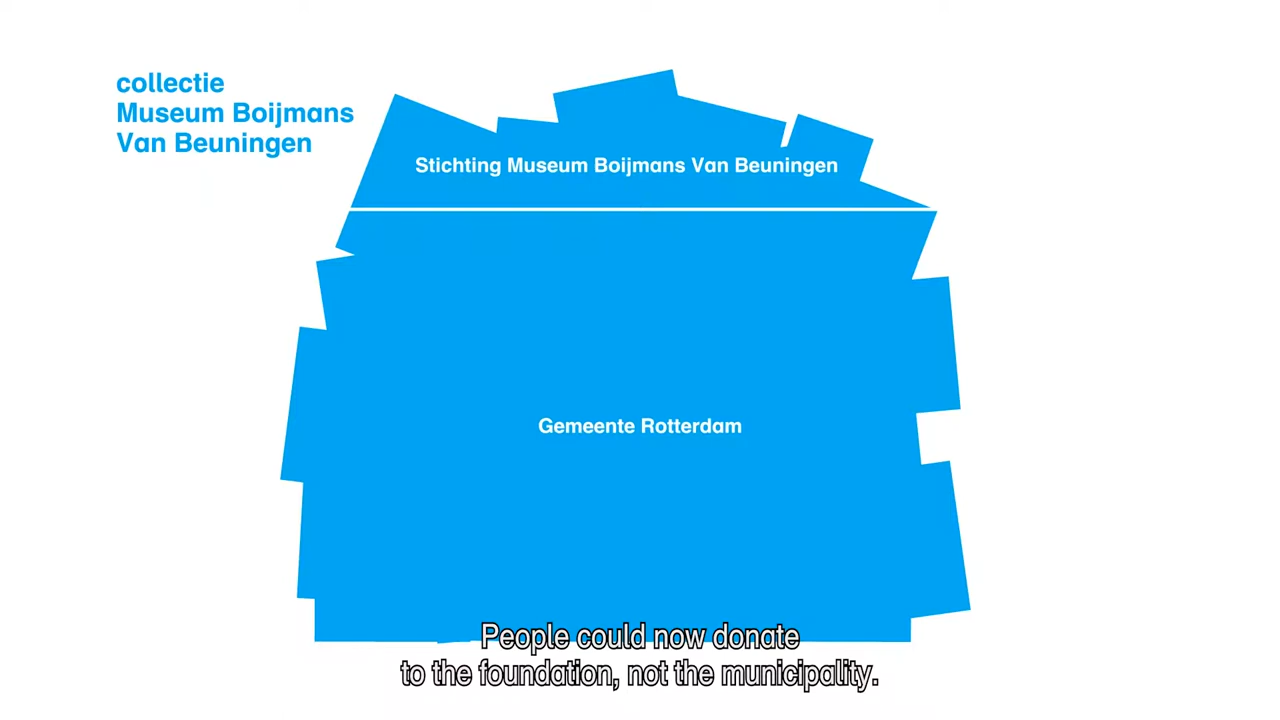 collectie
Museum Boijmans
Van Beuningen
Stichting Museum Boijmans Van Beuningen
Gemeente Rotterdam
People could now donate
to the foundation, not the municipality.